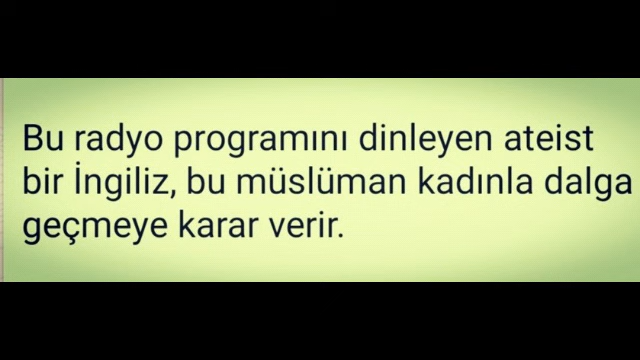 Bu radyo programını dinleyen ateist
bir İngiliz, bu müslüman kadınla dalga
geçmeye karar verir.